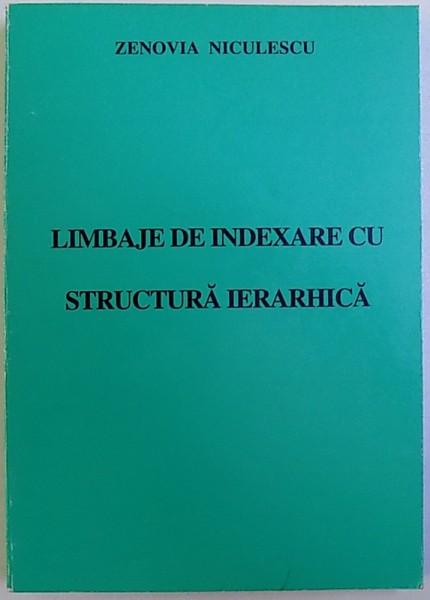 ZENOVIA NICULESCU
LIMBAJE DE INDEXARE CU
STRUCTURĂ IERARHICĂ